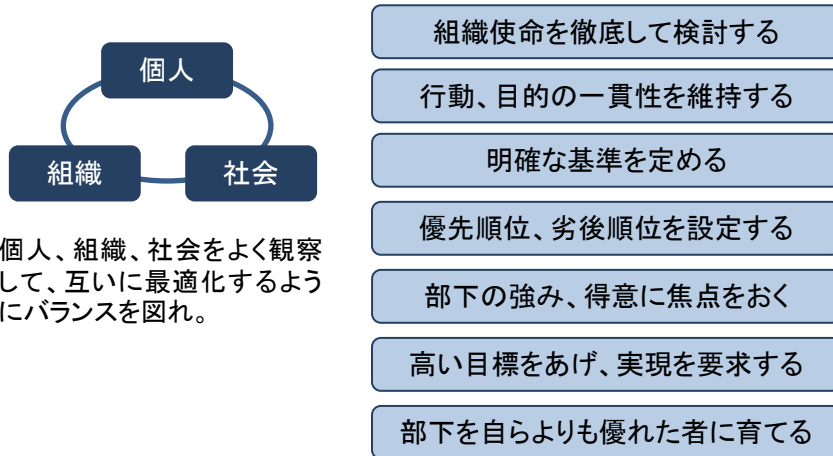 個人
組織
社会
個人、組織、社会をよく観察
して、互いに最適化するよう
にバランスを図れ。
組織使命を徹底して検討する
行動、目的の一貫性を維持する
明確な基準を定める
優先順位、劣後順位を設定する
部下の強み、得意に焦点をおく
高い目標をあげ、実現を要求する
部下を自らよりも優れた者に育てる